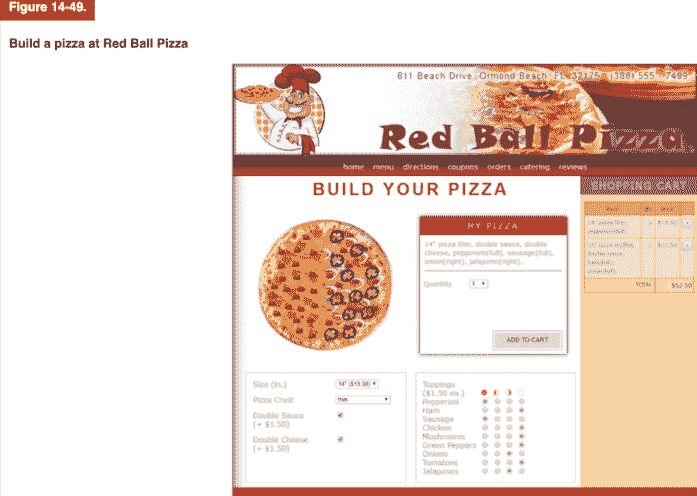 Figure 14-49.
Build a pizza at Red Ball Pizza
811 Beach Drive, Ormond Beach, FL 32175 (386) 555 - 7499
Red Ball Pizza
home menu directions coupons orders catering reviews
BUILD YOUR PIZZA
SHOPPING CART
MY PIZZA
14" pizza thin, double sauce, double
cheese, pepperoni(full), sausage(full),
onion(right), jalapeno(right),
Quantity 1
ADD TO CART
TOTAL
Size (in.) 14" ($13.00)
Pizza Crust thin
Double Sauce
(+ $1.50)
Double Cheese
(+ $1.50)
Toppings
($1.50 ea.)
Pepperoni
Ham
Sausage
Chicken
Mushrooms
Green Peppers
Onions
Tomatoes
Jalapenos